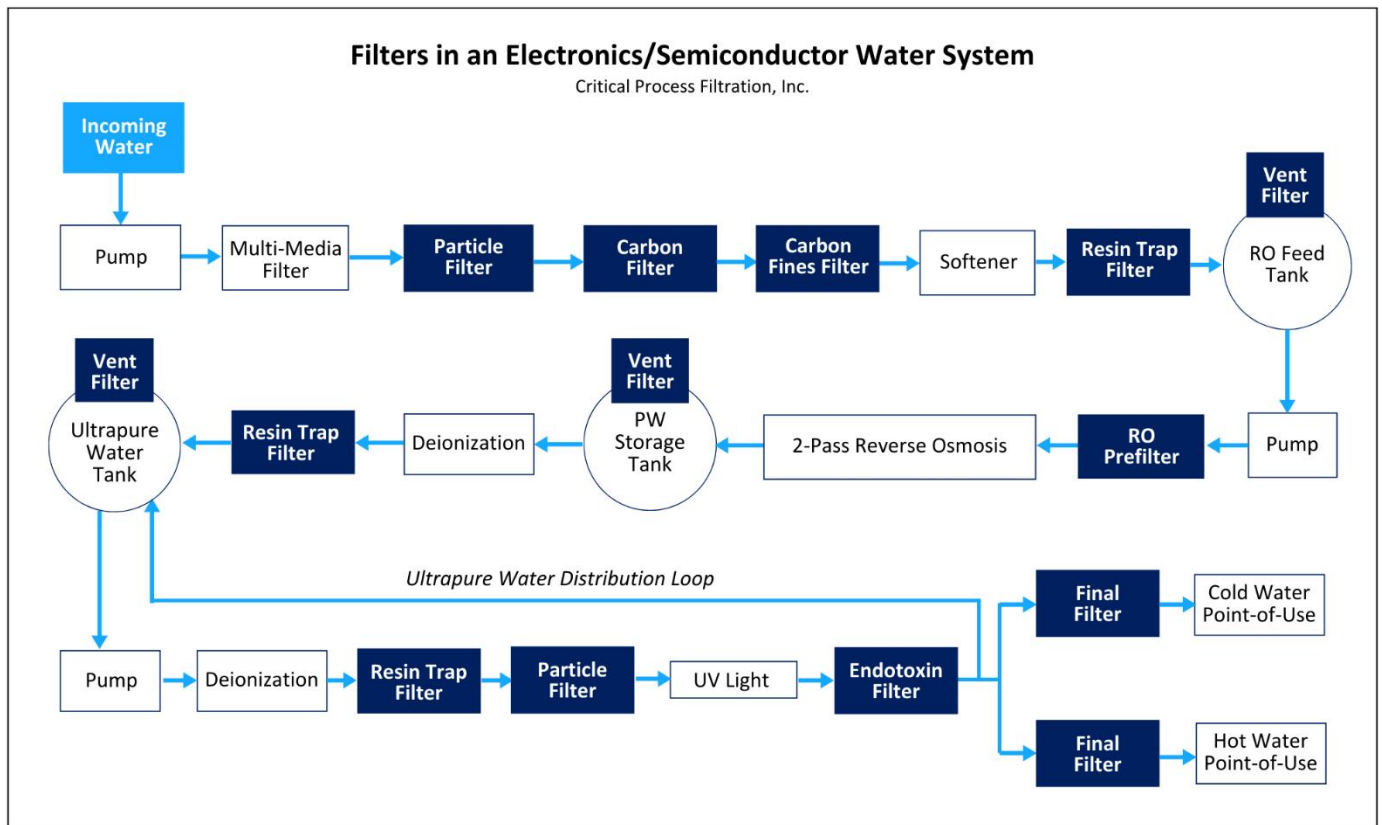 Filters in an Electronics/Semiconductor Water System
Critical Process Filtration, Inc.
Incoming
Water
Pump
Multi-Media
Filter
Particle
Filter
Carbon
Filter
Carbon
Fines Filter
Softener
Resin Trap
Filter
Vent
Filter
RO Feed
Tank
Vent
Filter
Ultrapure
Water
Tank
Resin Trap
Filter
Deionization
Vent
Filter
PW
Storage
Tank
2-Pass Reverse Osmosis
RO
Prefilter
Pump
Ultrapure Water Distribution Loop
Pump
Deionization
Resin Trap
Filter
Particle
Filter
UV Light
Endotoxin
Filter
Final
Filter
Cold Water
Point-of-Use
Final
Filter
Hot Water
Point-of-Use